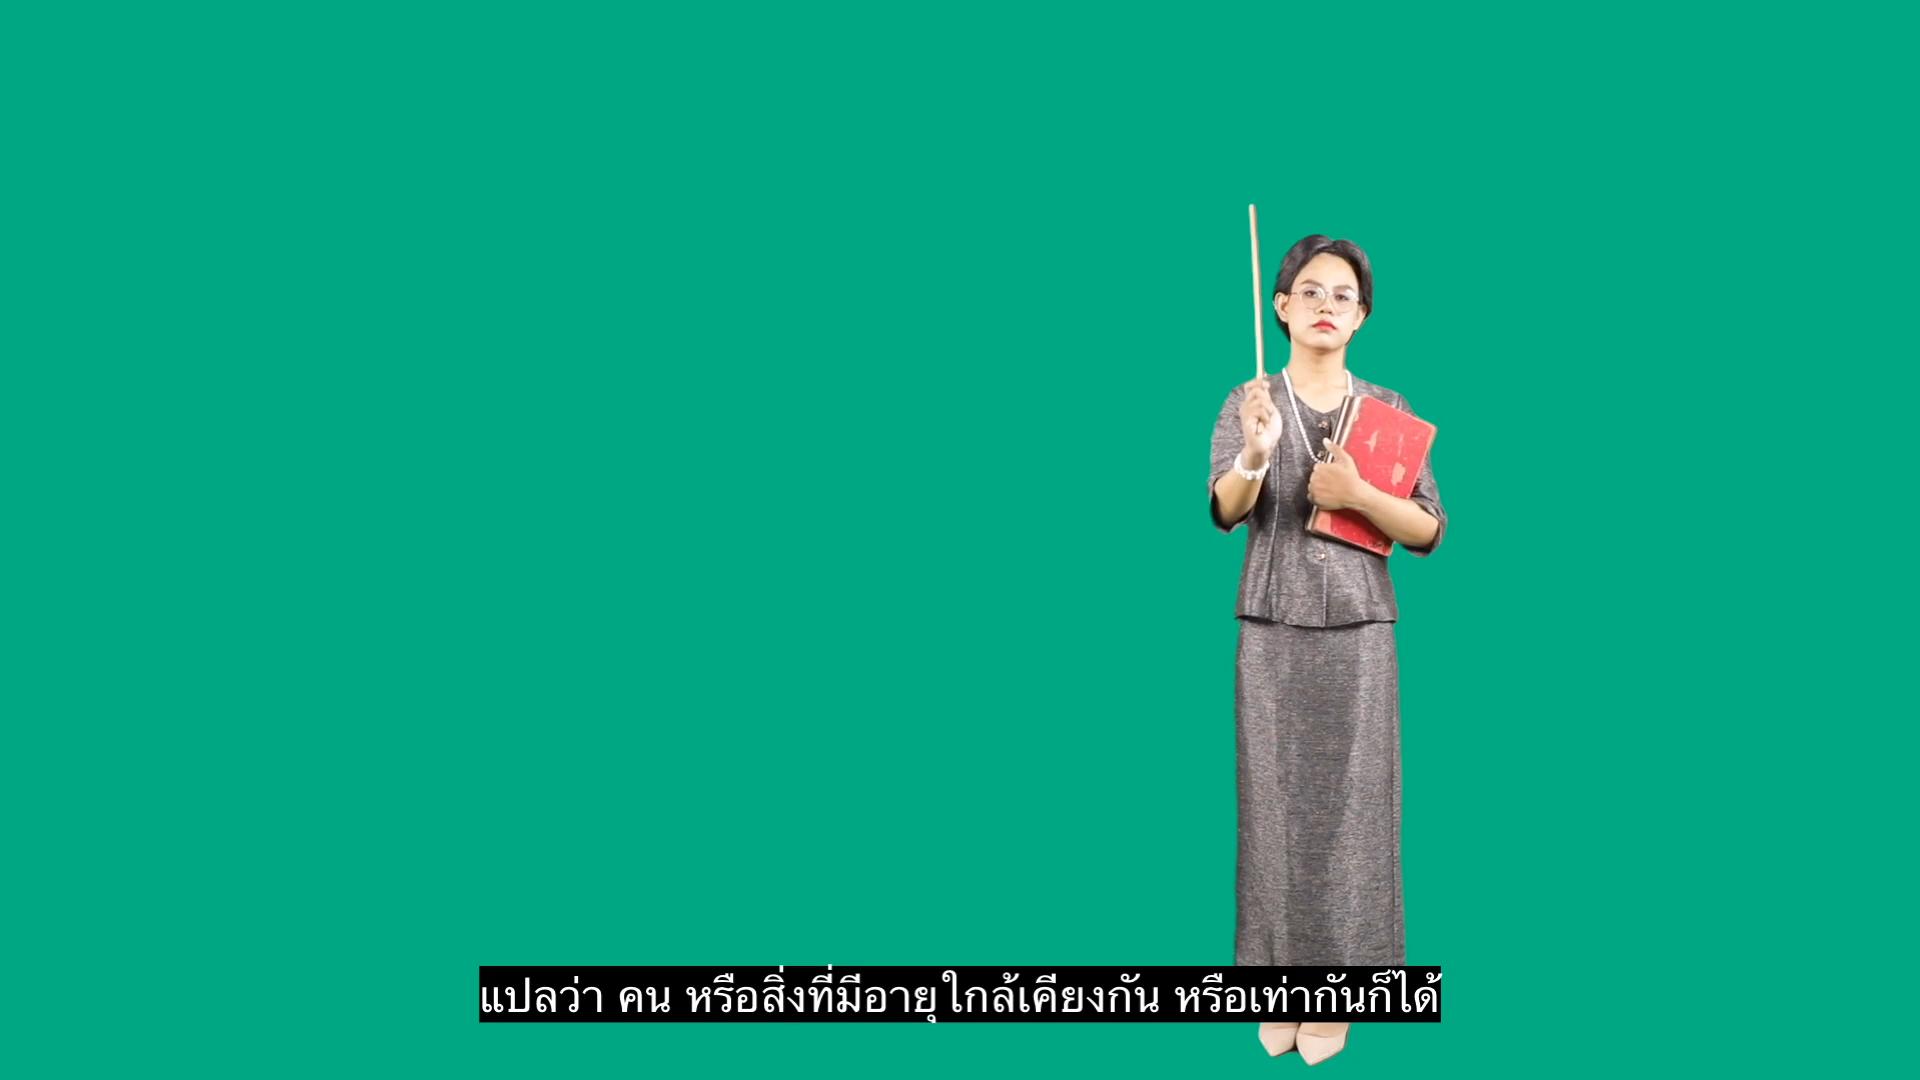 แปลว่า คน หรือสิ่งที่มีอายุใกล้เคียงกัน หรือเท่ากันก็ได้